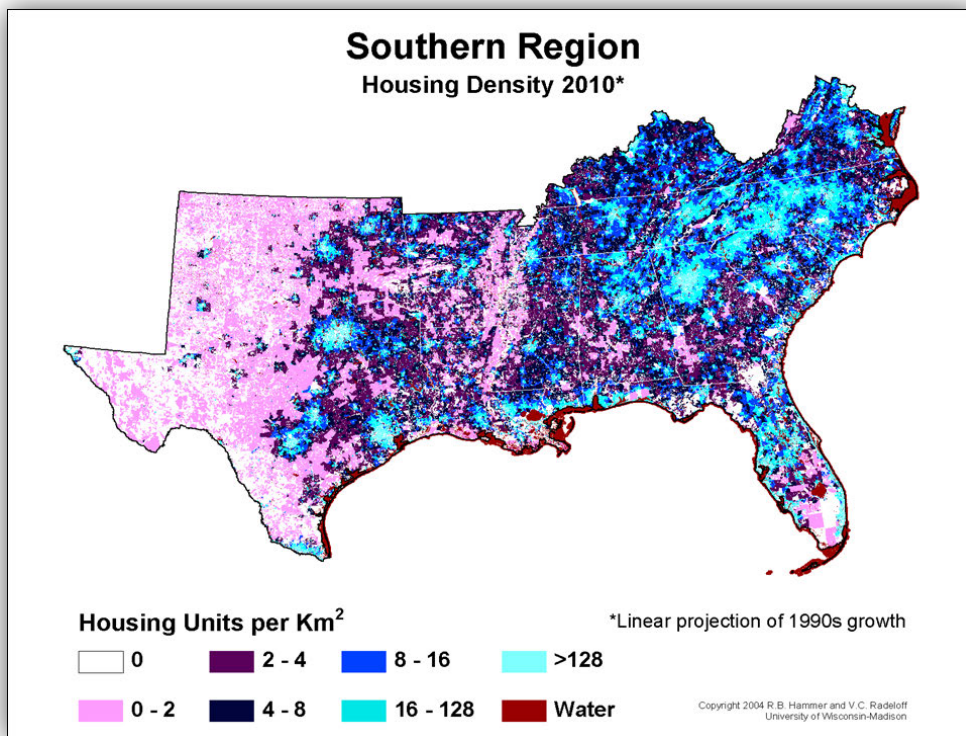 Southern Region
Housing Density 2010*
Housing Units per Km2
*Linear projection of 1990s growth
0
2 - 4
8 - 16
>128
0 - 2
4 - 8
16 - 128
Water
Copyright 2004 R.B. Hammer and V.C. Radeloff
University of Wisconsin-Madison